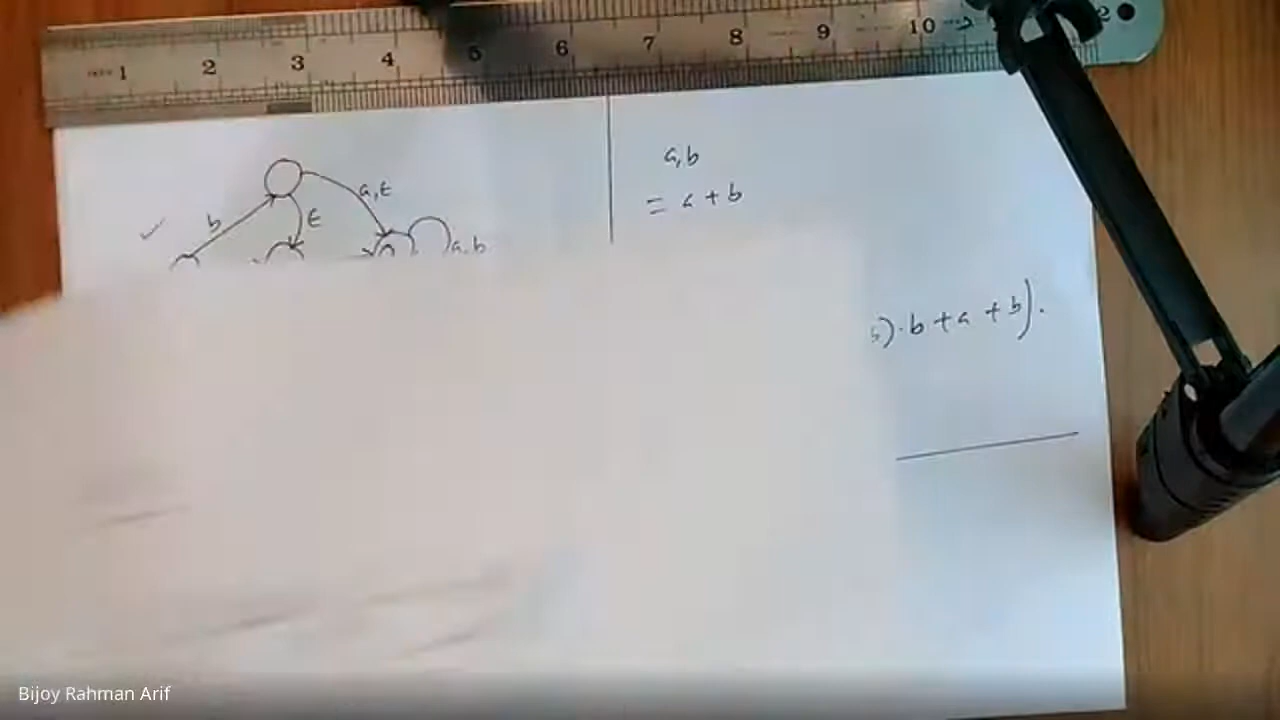 1 2 3 4 5 6 7 8 9 10
a,b
= a + b
b
a,ε
ε
a,b
).b + a + b).
Bijoy Rahman Arif